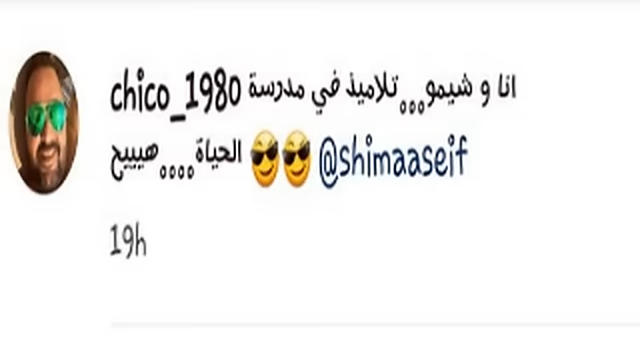 chico_1980 انا و شيمو,,,,تلاميذ في مدرسة
الحياة,,,,هيييح 😎😎 @shimaaseif
19h